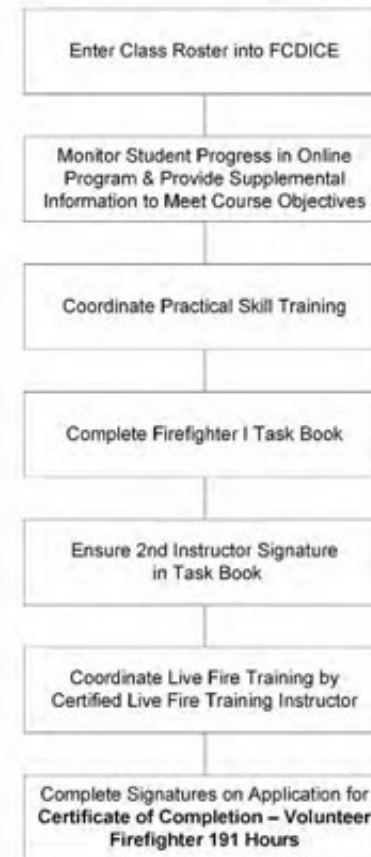 Enter Class Roster into FCDICE
Monitor Student Progress in Online
Program & Provide Supplemental
Information to Meet Course Objectives
Coordinate Practical Skill Training
Complete Firefighter I Task Book
Ensure 2nd Instructor Signature
in Task Book
Coordinate Live Fire Training by
Certified Live Fire Training Instructor
Complete Signatures on Application for
Certificate of Completion – Volunteer
Firefighter 191 Hours